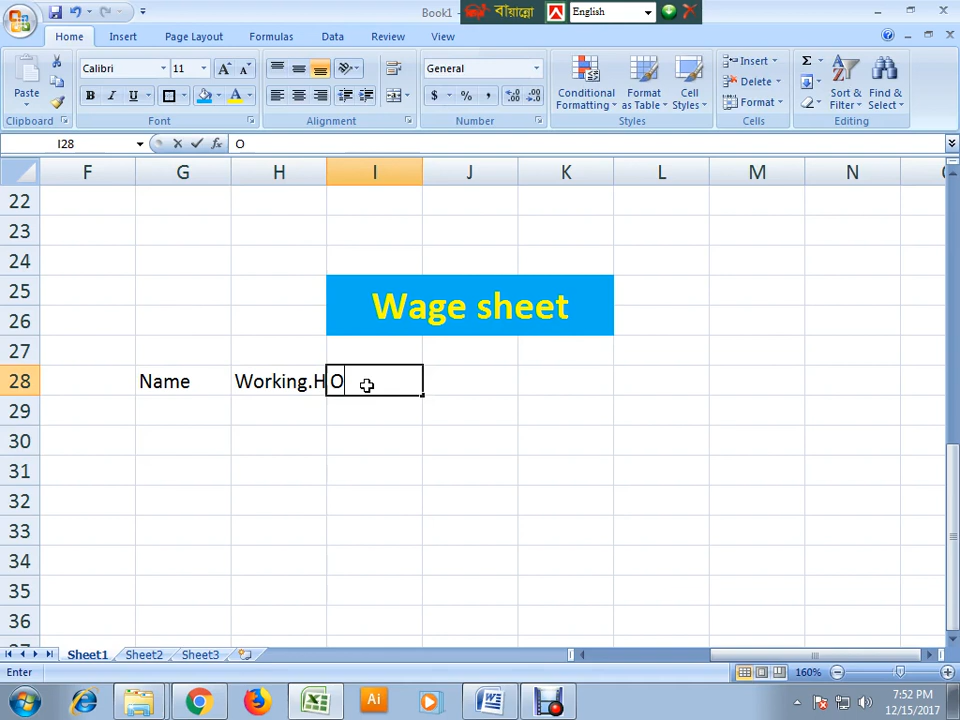 Book1 -
বায়ান্নো
English
Home Insert Page Layout Formulas Data Review View
Paste
Calibri 11
General
B I U
$ % ,
Conditional Formatting
Format as Table
Cell Styles
Insert
Delete
Format
Sort & Filter
Find & Select
Clipboard Font Alignment Number Styles Cells Editing
I28 fx O
F G H I J K L M N
22
23
24
25
Wage sheet
26
27
28 Name Working.H O
29
30
31
32
33
34
35
36
Sheet1 Sheet2 Sheet3
Enter 160%
Ai
W
7:52 PM
12/15/2017